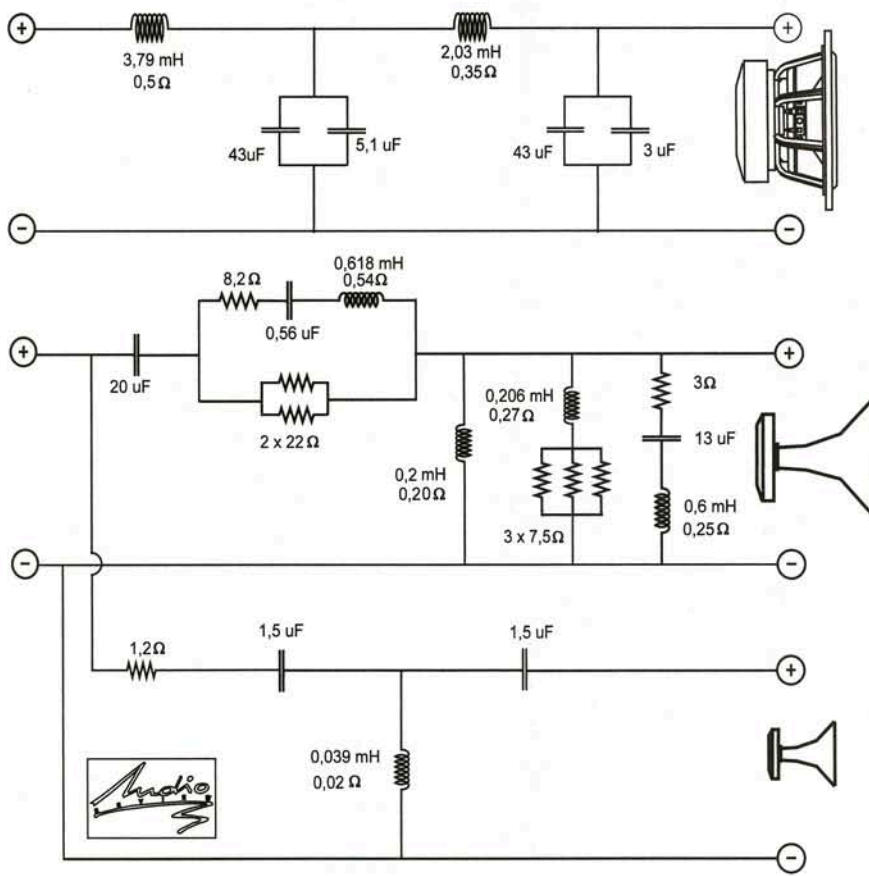 +
+
3,79 mH
0,5Ω
2,03 mH
0,35Ω
43uF
5,1 uF
43 uF
3 uF
-
-
0,618 mH
0,54Ω
8,2Ω
0,56 uF
+
+
20 uF
2 x 22Ω
0,2 mH
0,20Ω
0,206 mH
0,27Ω
3 x 7,5Ω
3Ω
13 uF
0,6 mH
0,25Ω
-
-
1,2Ω
1,5 uF
1,5 uF
+
0,039 mH
0,02 Ω
Audio
-